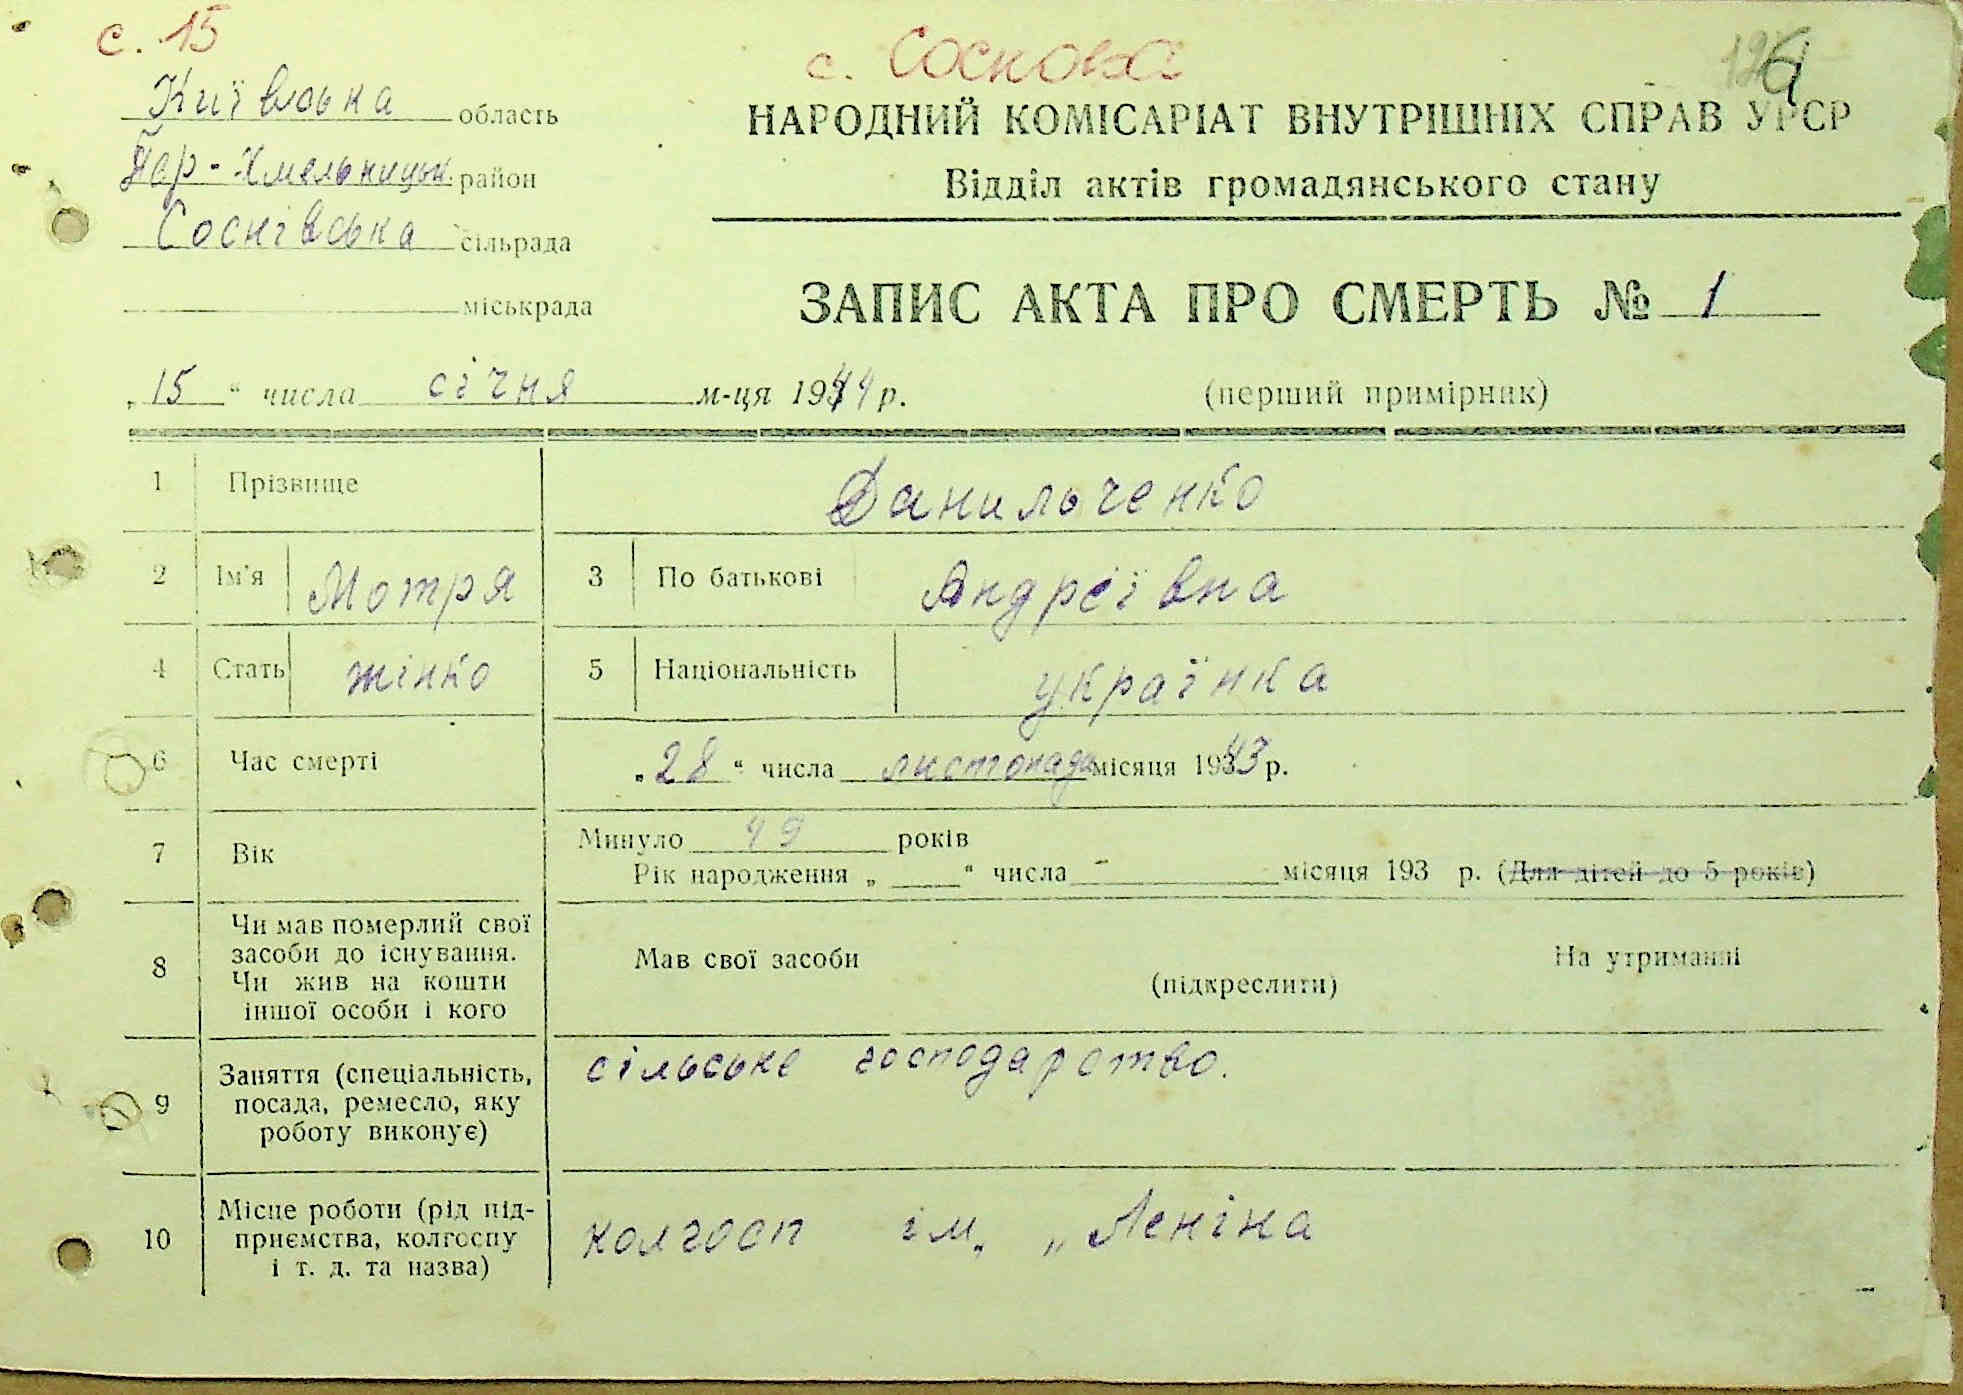 с. 15
с. Соснова
Київська область
Пер-Хмельницьк. район
Соснівська сільрада
міськрада
НАРОДНИЙ КОМІСАРІАТ ВНУТРІШНІХ СПРАВ УРСР
Відділ актів громадянського стану
ЗАПИС АКТА ПРО СМЕРТЬ № 1
„ 15 “ числа січня м-ця 1944 р. (перший примірник)
1 Прізвище Данильченко
2 Ім'я Мотря 3 По батькові Андреївна
4 Стать жінко 5 Національність українка
6 Час смерті „ 28 “ числа листопада місяця 1943 р.
7 Вік Минуло 49 років
Рік народження „ “ числа - місяця 193 р. (Для дітей до 5 років)
8 Чи мав померлий свої засоби до існування. Чи жив на кошти іншої особи і кого
Мав свої засоби (підкреслити) На утриманні
9 Заняття (спеціальність, посада, ремесло, яку роботу виконує)
сільське господарство.
10 Місце роботи (рід під-
приємства, колгоспу
і т. д. та назва)
колгосп ім. „Леніна